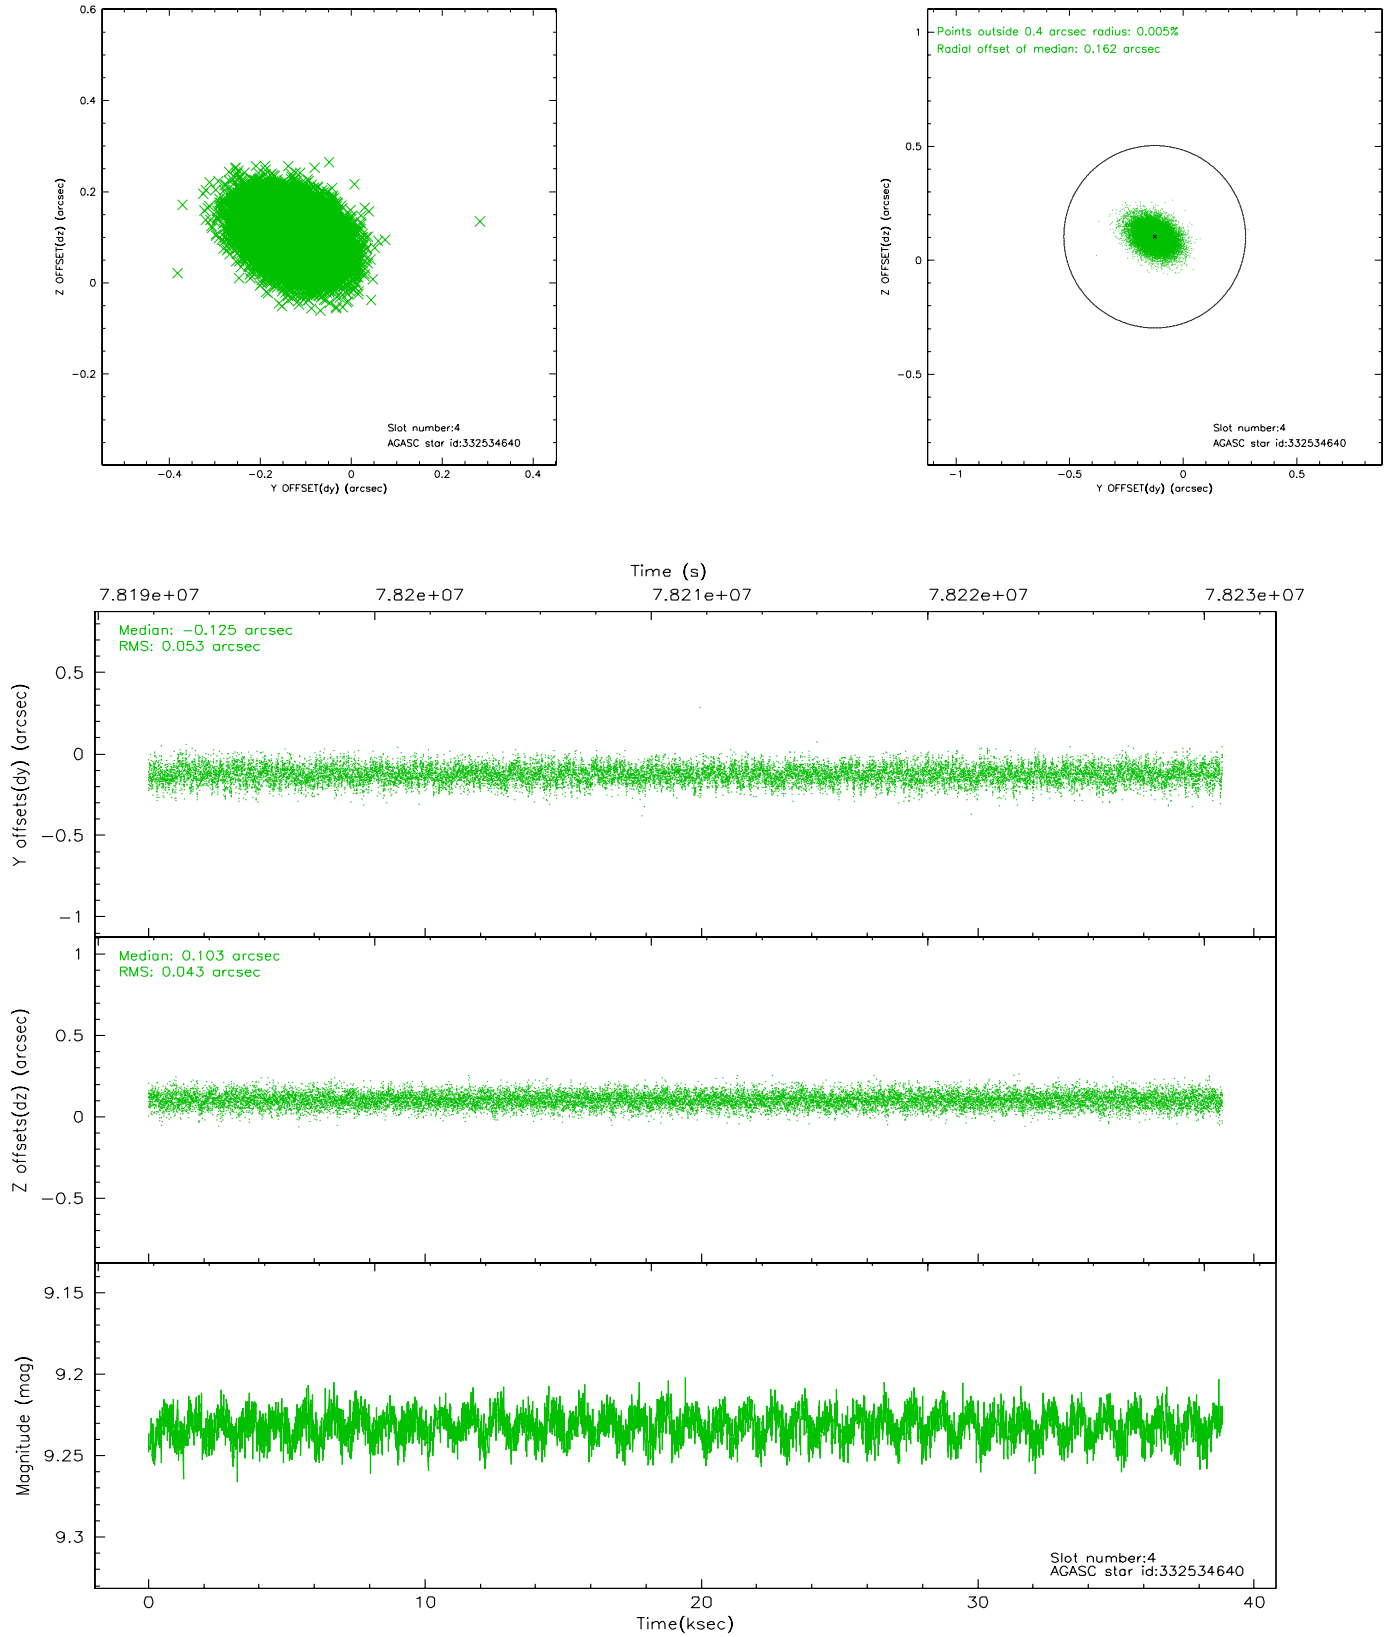 0.6
0.4
0.2
0
−0.2
Z OFFSET(dz) (arcsec)
Slot number:4
AGASC star id:332534640
−0.4 −0.2 0 0.2 0.4
Y OFFSET(dy) (arcsec)
Points outside 0.4 arcsec radius: 0.005%
Radial offset of median: 0.162 arcsec
1
0.5
0
−0.5
Z OFFSET(dz) (arcsec)
Slot number:4
AGASC star id:332534640
−1 −0.5 0 0.5
Y OFFSET(dy) (arcsec)
Time (s)
7.819e+07 7.82e+07 7.821e+07 7.822e+07 7.823e+07
Median: −0.125 arcsec
RMS: 0.053 arcsec
0.5
0
−0.5
−1
Y offsets(dy) (arcsec)
Median: 0.103 arcsec
RMS: 0.043 arcsec
1
0.5
0
−0.5
Z offsets(dz) (arcsec)
9.15
9.2
9.25
9.3
Magnitude (mag)
Slot number:4
AGASC star id:332534640
0 10 20 30 40
Time(ksec)